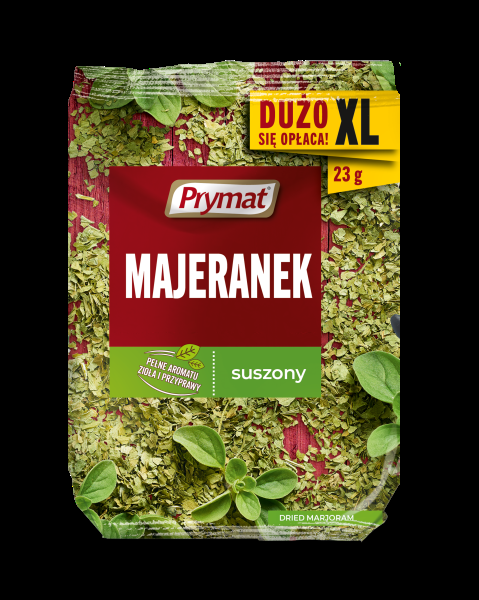 DUŻO
SIĘ OPŁACA!
XL
23 g
Prymat®
MAJERANEK
PEŁNE AROMATU
ZIOŁA I PRZYPRAWY
suszony
DRIED MARJORAM